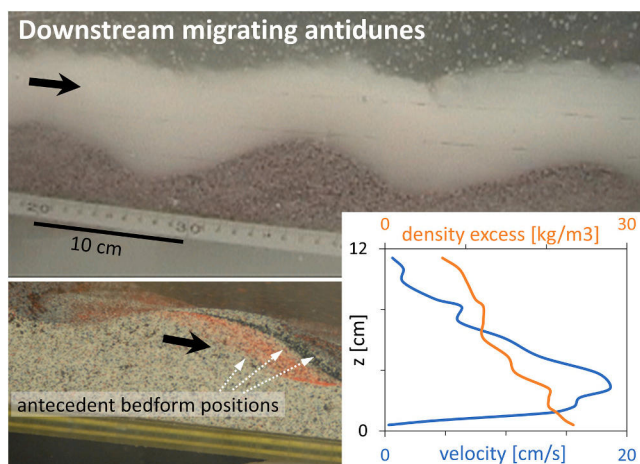 Downstream migrating antidunes
20
30
10 cm
antecedent bedform positions
0 30
density excess [kg/m3]
12
z [cm]
0
0 velocity [cm/s] 20